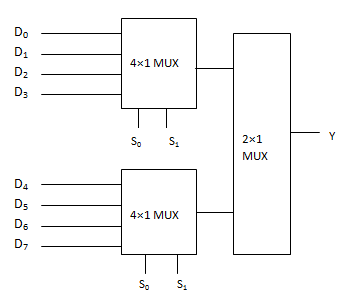 D₀
D₁
D₂
D₃
4×1 MUX
S₀ S₁
D₄
D₅
D₆
D₇
4×1 MUX
S₀ S₁
2×1
MUX
Y